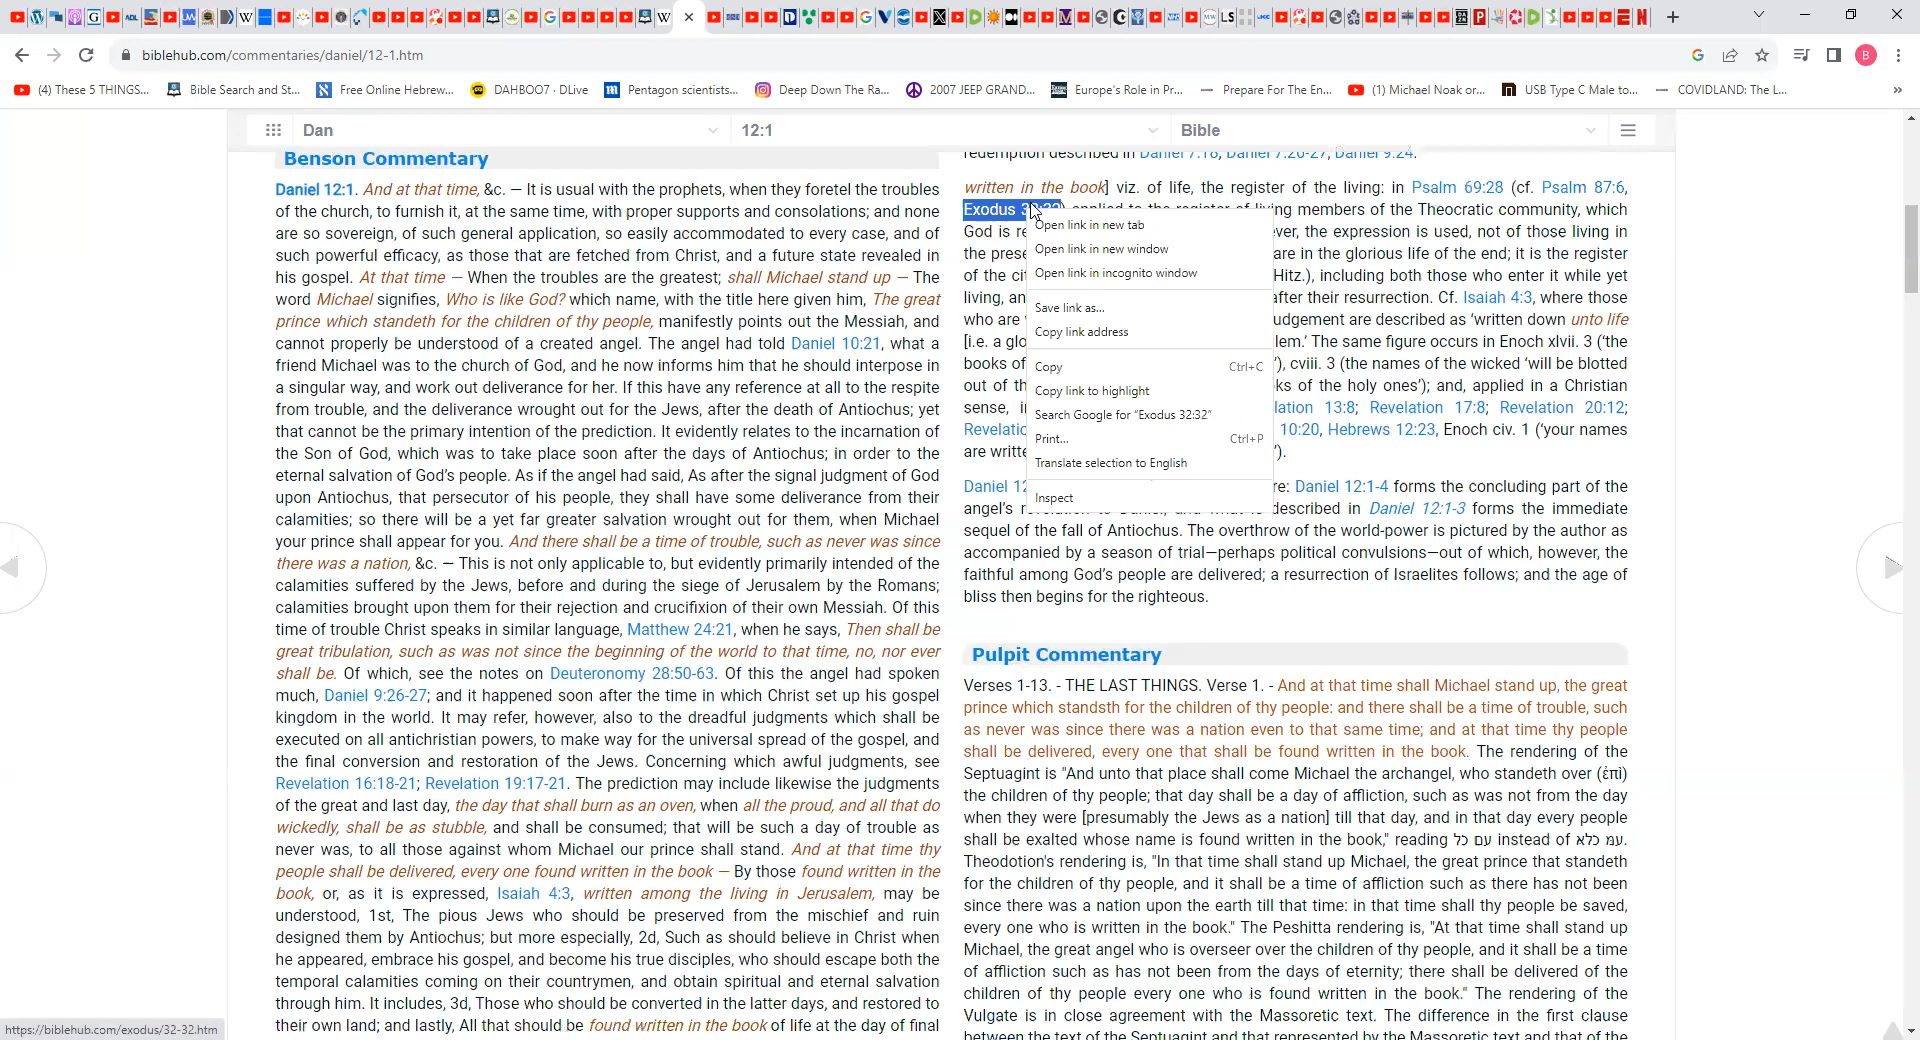 biblehub.com/commentaries/daniel/12-1.htm
B
(4) These 5 THINGS...
Bible Search and St...
Free Online Hebrew...
DAHBOO7 · DLive
Pentagon scientists...
Deep Down The Ra...
2007 JEEP GRAND...
Europe's Role in Pr...
Prepare For The En...
(1) Michael Noak or...
USB Type C Male to...
COVIDLAND: The L...
»
Dan
12:1
Bible
Benson Commentary
Daniel 12:1. And at that time, &c. — It is usual with the prophets, when they foretel the troubles
of the church, to furnish it, at the same time, with proper supports and consolations; and none
are so sovereign, of such general application, so easily accommodated to every case, and of
such powerful efficacy, as those that are fetched from Christ, and a future state revealed in
his gospel. At that time — When the troubles are the greatest; shall Michael stand up — The
word Michael signifies, Who is like God? which name, with the title here given him, The great
prince which standeth for the children of thy people, manifestly points out the Messiah, and
cannot properly be understood of a created angel. The angel had told Daniel 10:21, what a
friend Michael was to the church of God, and he now informs him that he should interpose in
a singular way, and work out deliverance for her. If this have any reference at all to the respite
from trouble, and the deliverance wrought out for the Jews, after the death of Antiochus; yet
that cannot be the primary intention of the prediction. It evidently relates to the incarnation of
the Son of God, which was to take place soon after the days of Antiochus; in order to the
eternal salvation of God's people. As if the angel had said, As after the signal judgment of God
upon Antiochus, that persecutor of his people, they shall have some deliverance from their
calamities; so there will be a yet far greater salvation wrought out for them, when Michael
your prince shall appear for you. And there shall be a time of trouble, such as never was since
there was a nation, &c. — This is not only applicable to, but evidently primarily intended of the
calamities suffered by the Jews, before and during the siege of Jerusalem by the Romans;
calamities brought upon them for their rejection and crucifixion of their own Messiah. Of this
time of trouble Christ speaks in similar language, Matthew 24:21, when he says, Then shall be
great tribulation, such as was not since the beginning of the world to that time, no, nor ever
shall be. Of which, see the notes on Deuteronomy 28:50-63. Of this the angel had spoken
much, Daniel 9:26-27; and it happened soon after the time in which Christ set up his gospel
kingdom in the world. It may refer, however, also to the dreadful judgments which shall be
executed on all antichristian powers, to make way for the universal spread of the gospel, and
the final conversion and restoration of the Jews. Concerning which awful judgments, see
Revelation 16:18-21; Revelation 19:17-21. The prediction may include likewise the judgments
of the great and last day, the day that shall burn as an oven, when all the proud, and all that do
wickedly, shall be as stubble, and shall be consumed; that will be such a day of trouble as
never was, to all those against whom Michael our prince shall stand. And at that time thy
people shall be delivered, every one found written in the book — By those found written in the
book, or, as it is expressed, Isaiah 4:3, written among the living in Jerusalem, may be
understood, 1st, The pious Jews who should be preserved from the mischief and ruin
designed them by Antiochus; but more especially, 2d, Such as should believe in Christ when
he appeared, embrace his gospel, and become his true disciples, who should escape both the
temporal calamities coming on their countrymen, and obtain spiritual and eternal salvation
through him. It includes, 3d, Those who should be converted in the latter days, and restored to
their own land; and lastly, All that should be found written in the book of life at the day of final
https://biblehub.com/exodus/32-32.htm
redemption described in Daniel 7:18, Daniel 7:26-27, Daniel 9:24.
written in the book] viz. of life, the register of the living: in Psalm 69:28 (cf. Psalm 87:6,
Exodus 32:32) applied to the register of living members of the Theocratic community, which
God is re ver, the expression is used, not of those living in
the prese are in the glorious life of the end; it is the register
of the cit Hitz.), including both those who enter it while yet
living, an after their resurrection. Cf. Isaiah 4:3, where those
who are udgement are described as 'written down unto life
[i.e. a glo lem.' The same figure occurs in Enoch xlvii. 3 ('the
books of '), cviii. 3 (the names of the wicked 'will be blotted
out of th ks of the holy ones'); and, applied in a Christian
sense, i lation 13:8; Revelation 17:8; Revelation 20:12;
Revelatio 10:20, Hebrews 12:23, Enoch civ. 1 ('your names
are writte ').
Open link in new tab
Open link in new window
Open link in incognito window
Save link as...
Copy link address
Copy Ctrl+C
Copy link to highlight
Search Google for "Exodus 32:32"
Print... Ctrl+P
Translate selection to English
Inspect
Daniel 12 re: Daniel 12:1-4 forms the concluding part of the
angel's r described in Daniel 12:1-3 forms the immediate
sequel of the fall of Antiochus. The overthrow of the world-power is pictured by the author as
accompanied by a season of trial—perhaps political convulsions—out of which, however, the
faithful among God's people are delivered; a resurrection of Israelites follows; and the age of
bliss then begins for the righteous.
Pulpit Commentary
Verses 1-13. - THE LAST THINGS. Verse 1. - And at that time shall Michael stand up, the great
prince which standsth for the children of thy people: and there shall be a time of trouble, such
as never was since there was a nation even to that same time; and at that time thy people
shall be delivered, every one that shall be found written in the book. The rendering of the
Septuagint is "And unto that place shall come Michael the archangel, who standeth over (ἐπὶ)
the children of thy people; that day shall be a day of affliction, such as was not from the day
when they were [presumably the Jews as a nation] till that day, and in that day every people
shall be exalted whose name is found written in the book," reading עם כל instead of עמ כלא.
Theodotion's rendering is, "In that time shall stand up Michael, the great prince that standeth
for the children of thy people, and it shall be a time of affliction such as there has not been
since there was a nation upon the earth till that time: in that time shall thy people be saved,
every one who is written in the book." The Peshitta rendering is, "At that time shall stand up
Michael, the great angel who is overseer over the children of thy people, and it shall be a time
of affliction such as has not been from the days of eternity; there shall be delivered of the
children of thy people every one who is found written in the book." The rendering of the
Vulgate is in close agreement with the Massoretic text. The difference in the first clause
between the text of the Septuagint and that represented by the Massoretic text and that of the